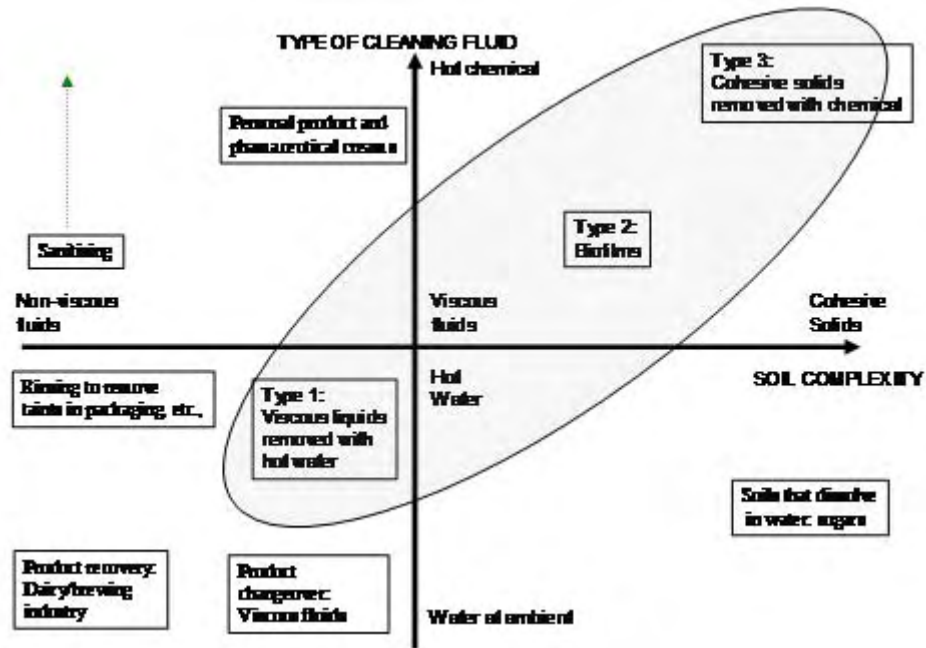 TYPE OF CLEANING FLUID
Hot chemical
Type 3:
Cohesive solids
removed with chemical
Personal product and
pharmaceutical creams
Type 2:
Biofilms
Sanitising
Non-viscous
fluids
Viscous
fluids
Cohesive
Solids
SOIL COMPLEXITY
Hot
Water
Rinsing to remove
taints in packaging, etc.,
Type 1:
Viscous liquids
removed with
hot water
Soils that dissolve
in water: sugars
Product recovery:
Dairy/brewing
industry
Product
changeover:
Viscous fluids
Water at ambient